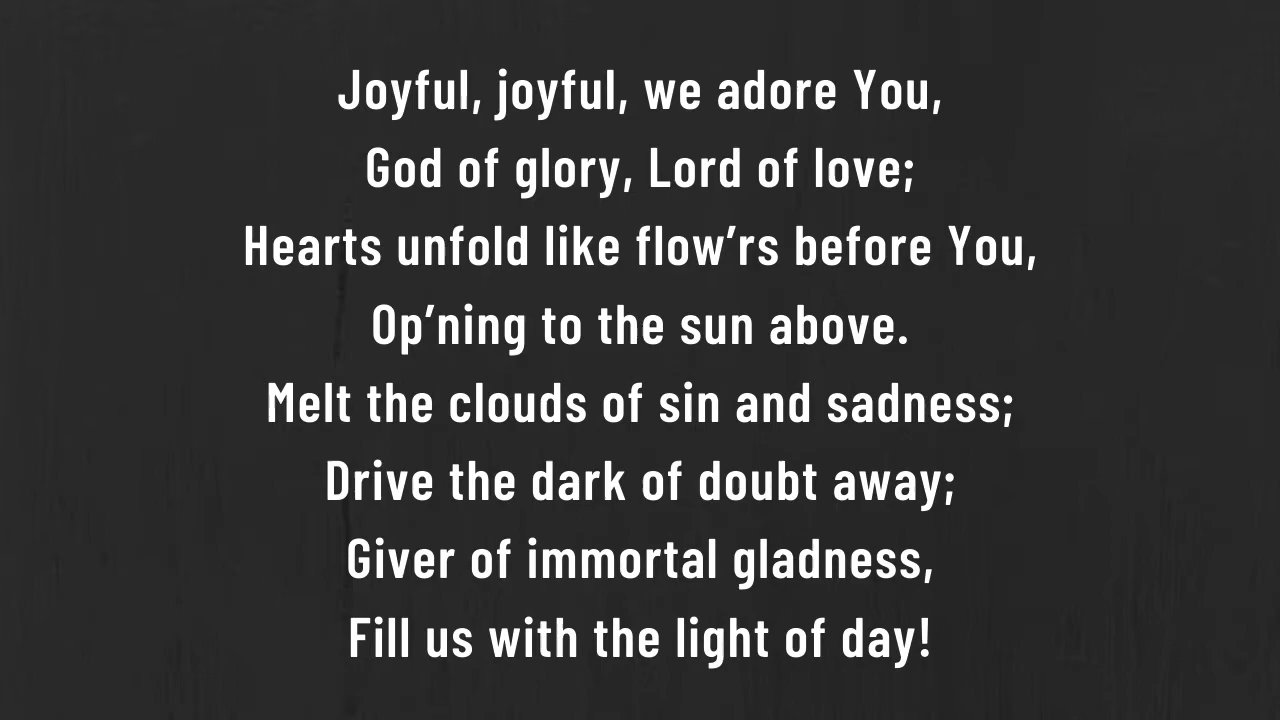 Joyful, joyful, we adore You,
God of glory, Lord of love;
Hearts unfold like flow’rs before You,
Op’ning to the sun above.
Melt the clouds of sin and sadness;
Drive the dark of doubt away;
Giver of immortal gladness,
Fill us with the light of day!